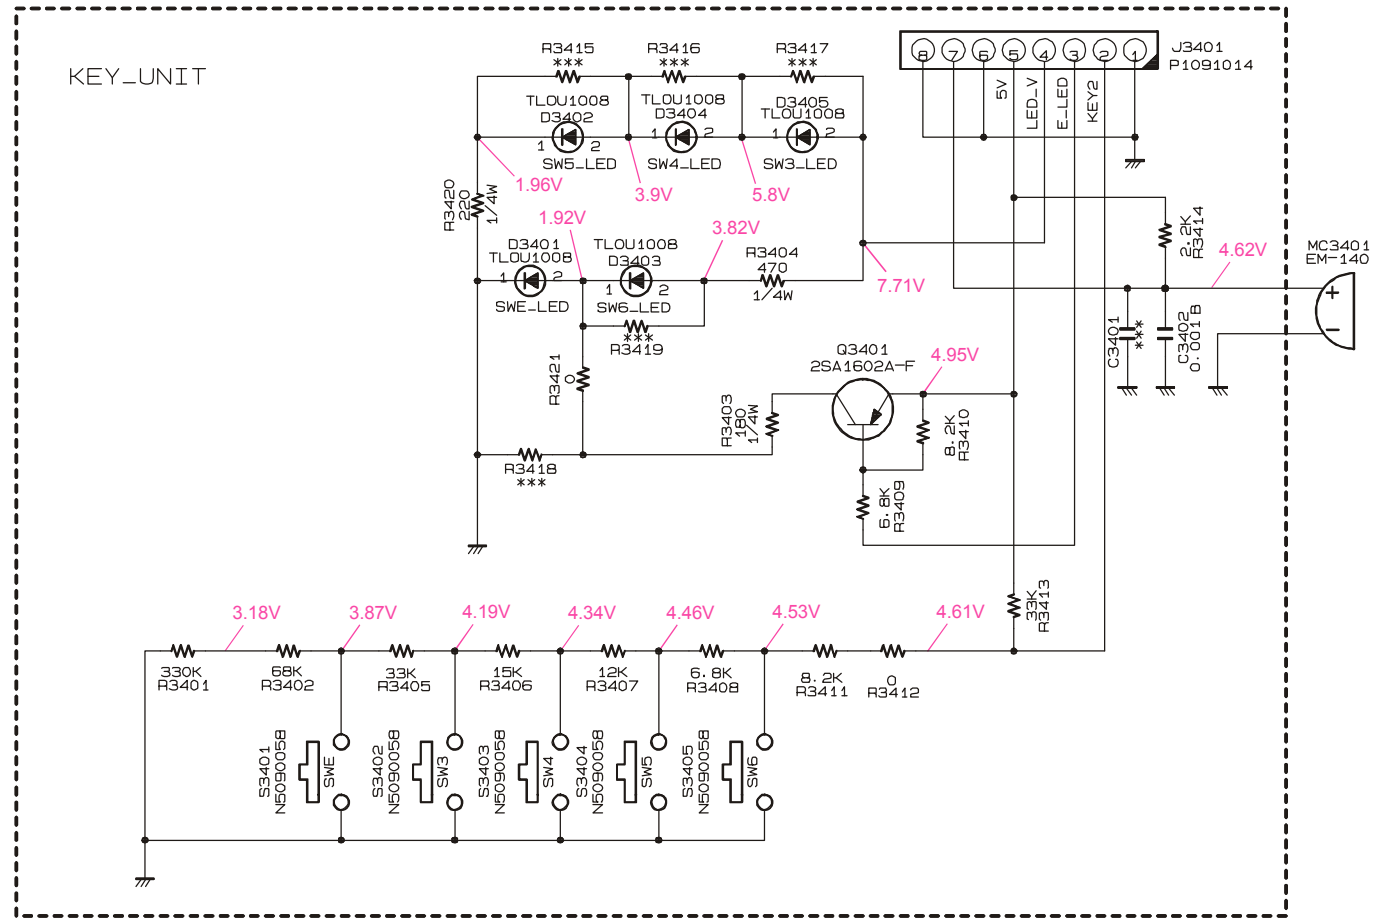 KEY_UNIT
R3415
***
R3416
***
R3417
***
TLOU1008
D3402
1 2
SW5_LED
TLOU1008
D3404
1 2
SW4_LED
D3405
TLOU1008
1 2
SW3_LED
8 7 6 5 4 3 2 1
J3401
P1091014
5V
LED_V
E_LED
KEY2
1.96V
3.9V
5.8V
R3420
220
1/4W
1.92V
3.82V
D3401
TLOU1008
1 2
SWE_LED
TLOU1008
D3403
1 2
SW6_LED
R3404
470
1/4W
7.71V
2.2K
R3414
4.62V
MC3401
EM-140
+
-
C3401
***
C3402
0.001B
***
R3419
R3421
0
Q3401
2SA1602A-F
4.95V
R3403
180
1/4W
8.2K
R3410
R3418
***
6.8K
R3409
33K
R3413
3.18V
3.87V
4.19V
4.34V
4.46V
4.53V
4.61V
330K
R3401
68K
R3402
33K
R3405
15K
R3406
12K
R3407
6.8K
R3408
8.2K
R3411
0
R3412
S3401
N5090058
SWE
S3402
N5090058
SW3
S3403
N5090058
SW4
S3404
N5090058
SW5
S3405
N5090058
SW6